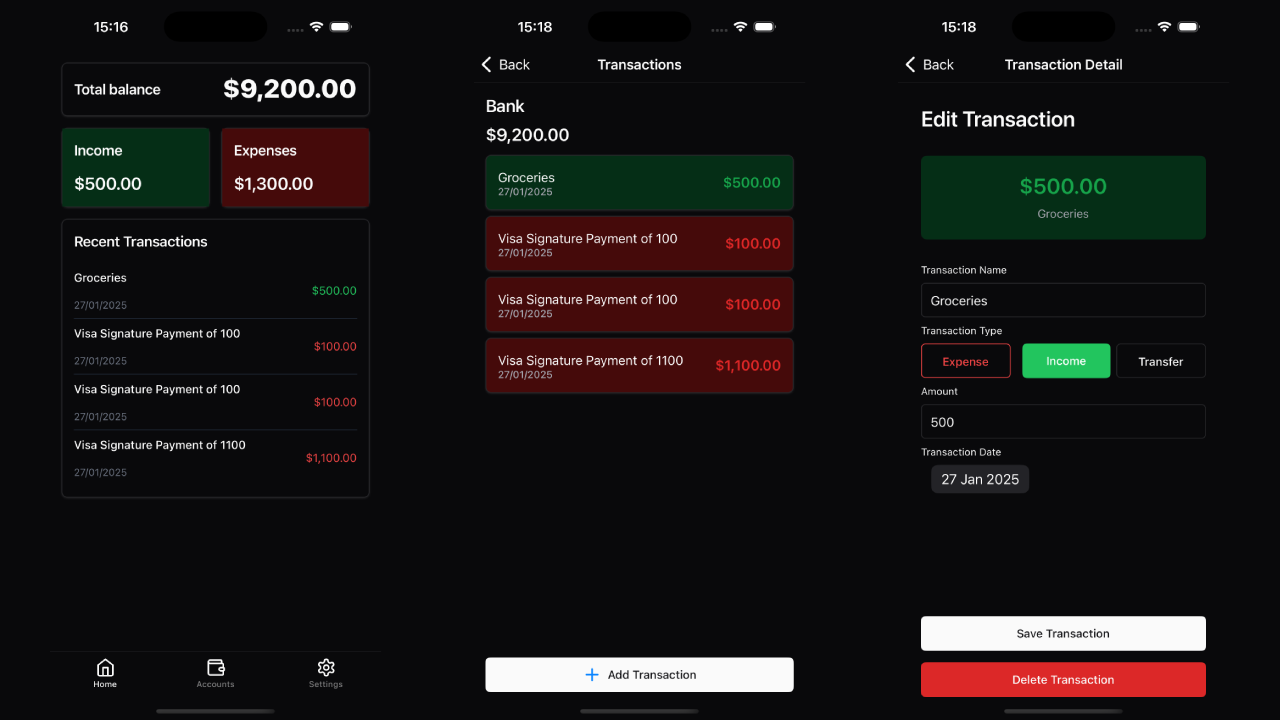 15:16
Total balance $9,200.00
Income Expenses
$500.00 $1,300.00
Recent Transactions
Groceries
$500.00
27/01/2025
Visa Signature Payment of 100
$100.00
27/01/2025
Visa Signature Payment of 100
$100.00
27/01/2025
Visa Signature Payment of 1100
$1,100.00
27/01/2025
Home Accounts Settings
15:18
Back Transactions
Bank
$9,200.00
Groceries
$500.00
27/01/2025
Visa Signature Payment of 100
$100.00
27/01/2025
Visa Signature Payment of 100
$100.00
27/01/2025
Visa Signature Payment of 1100
$1,100.00
27/01/2025
Add Transaction
15:18
Back Transaction Detail
Edit Transaction
$500.00
Groceries
Transaction Name
Groceries
Transaction Type
Expense Income Transfer
Amount
500
Transaction Date
27 Jan 2025
Save Transaction
Delete Transaction